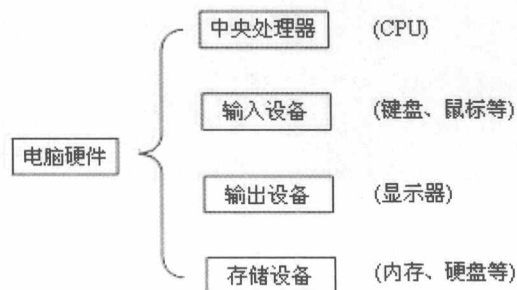 中央处理器 (CPU)
输入设备 (键盘、鼠标等)
电脑硬件
输出设备 (显示器)
存储设备 (内存、硬盘等)